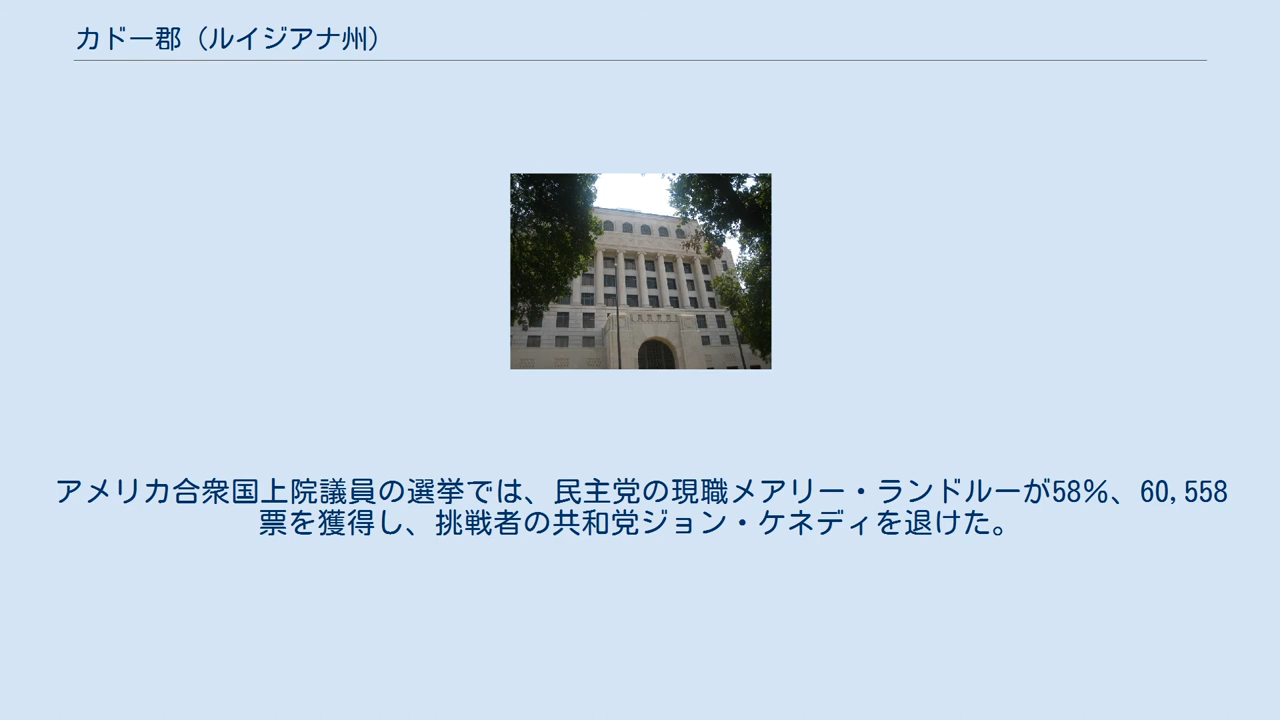 カドー郡（ルイジアナ州）
アメリカ合衆国上院議員の選挙では、民主党の現職メアリー・ランドルーが58％、60,558
票を獲得し、挑戦者の共和党ジョン・ケネディを退けた。